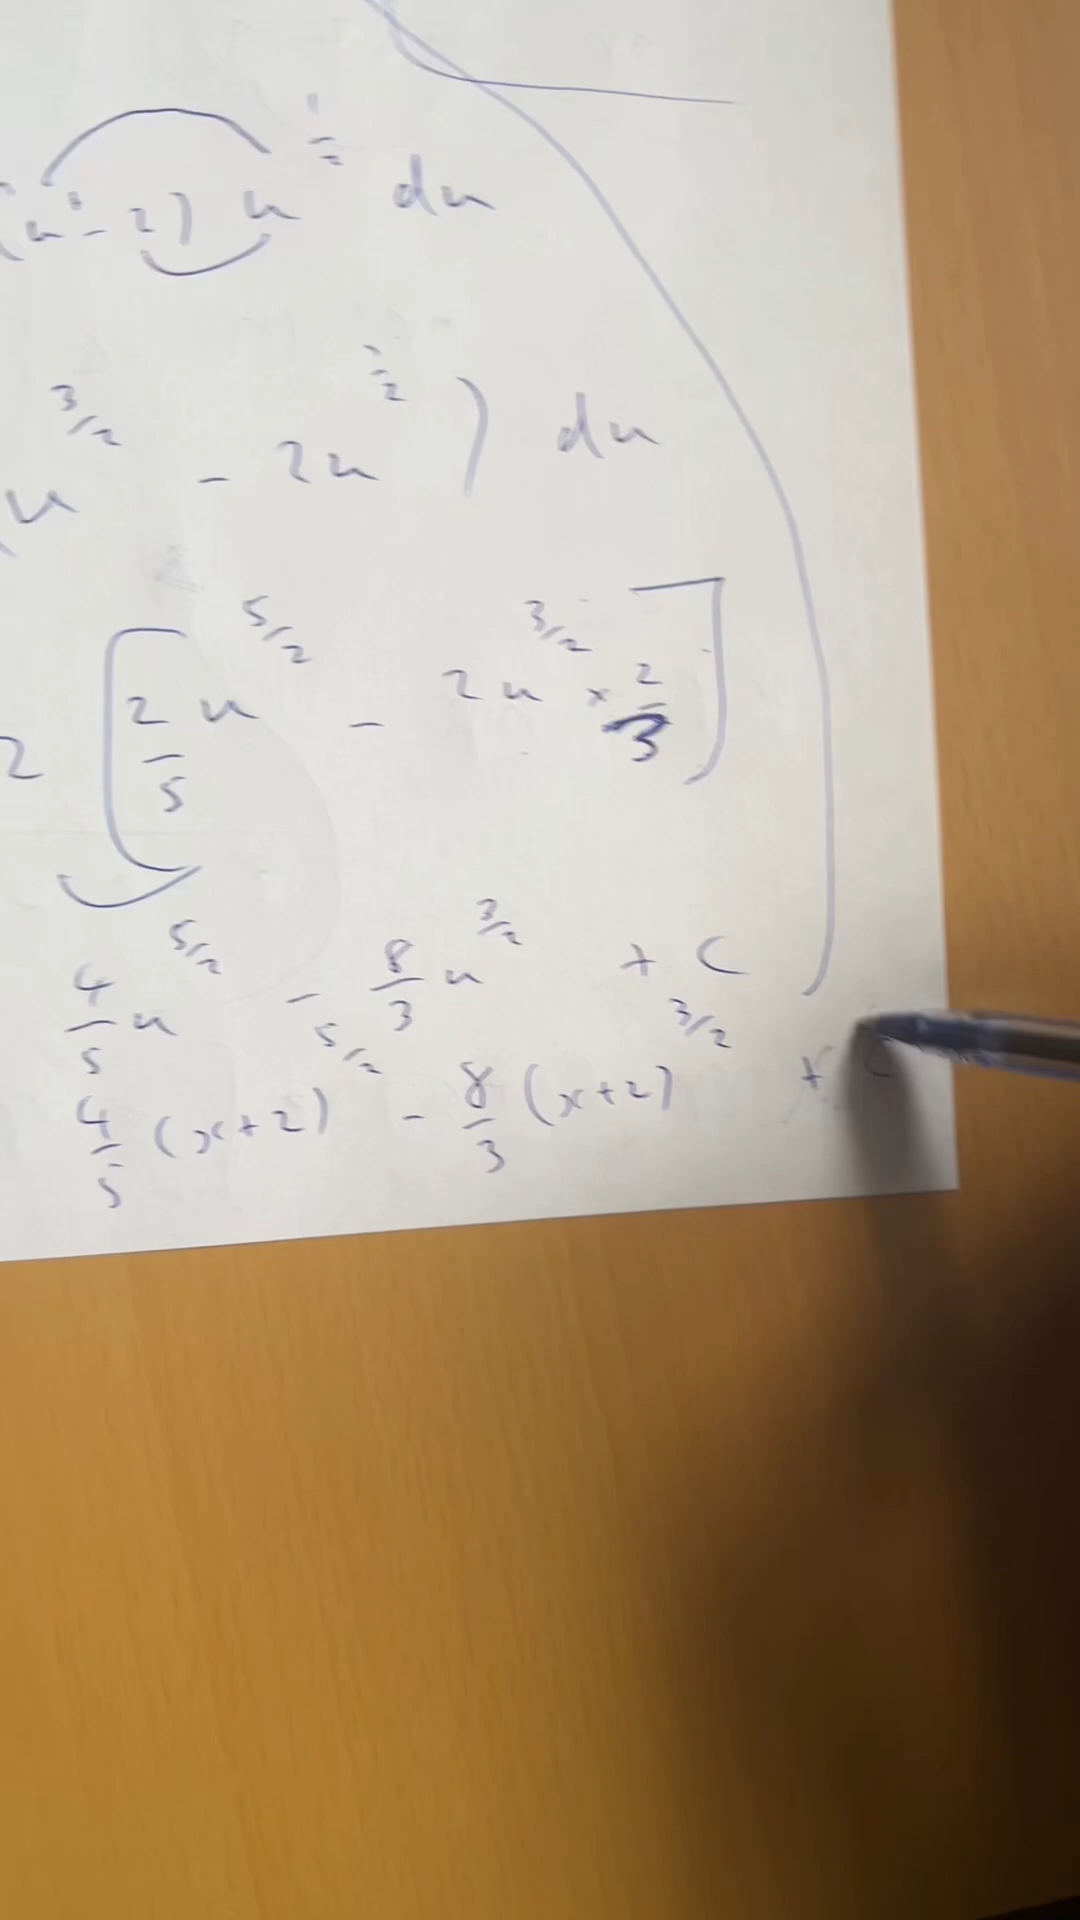 (u¹ - 2) u^1/2 du
u^3/2 - 2u^1/2 ) du
2 [ 2/5 u^5/2 - 2u^3/2 × 2/3 ]
4/5 u^5/2 - 8/3 u^3/2 + C
4/5 (x+2)^5/2 - 8/3 (x+2)^3/2 + C